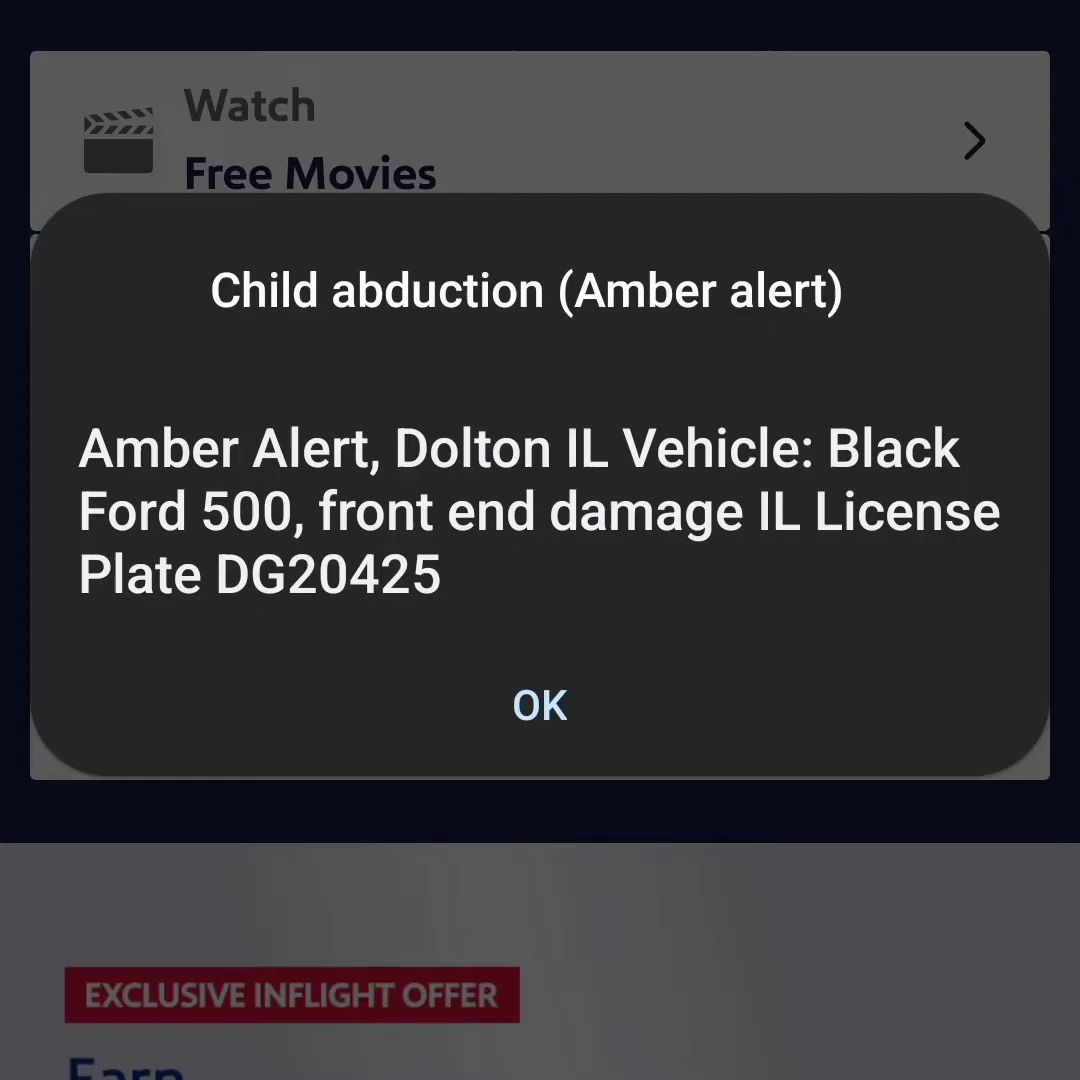 Watch
Free Movies
Child abduction (Amber alert)
Amber Alert, Dolton IL Vehicle: Black
Ford 500, front end damage IL License
Plate DG20425
OK
EXCLUSIVE INFLIGHT OFFER
Earn